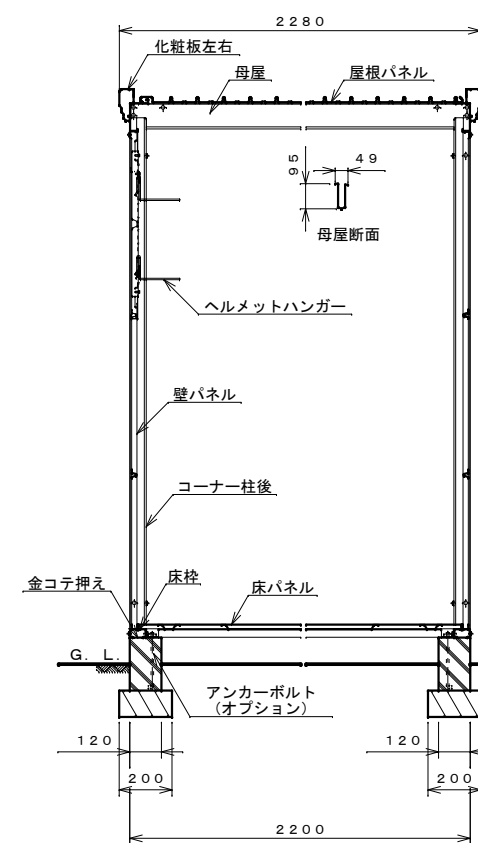 2280
化粧板左右
母屋
屋根パネル
95
49
母屋断面
ヘルメットハンガー
壁パネル
コーナー柱後
金コテ押え
床枠
床パネル
G. L.
アンカーボルト
(オプション)
120
120
200
200
2200